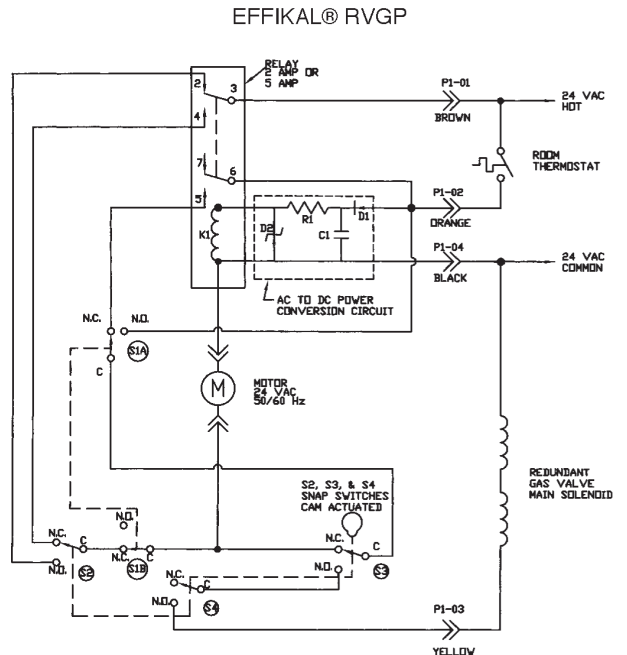 EFFIKAL® RVGP
RELAY
2 AMP OR
5 AMP
2
3
4
7
6
5
K1
D2
R1
C1
D1
P1-01
BROWN
24 VAC
HOT
ROOM
THERMOSTAT
P1-02
ORANGE
P1-04
BLACK
24 VAC
COMMON
AC TO DC POWER
CONVERSION CIRCUIT
N.C.
N.O.
S1A
C
M
MOTOR
24 VAC
50/60 Hz
REDUNDANT
GAS VALVE
MAIN SOLENOID
S2, S3, & S4
SNAP SWITCHES
CAM ACTUATED
N.O.
N.C.
C
N.C.
C
S1B
N.O.
S2
N.C.
C
N.O.
S3
N.C.
C
N.O.
S4
P1-03
YELLOW